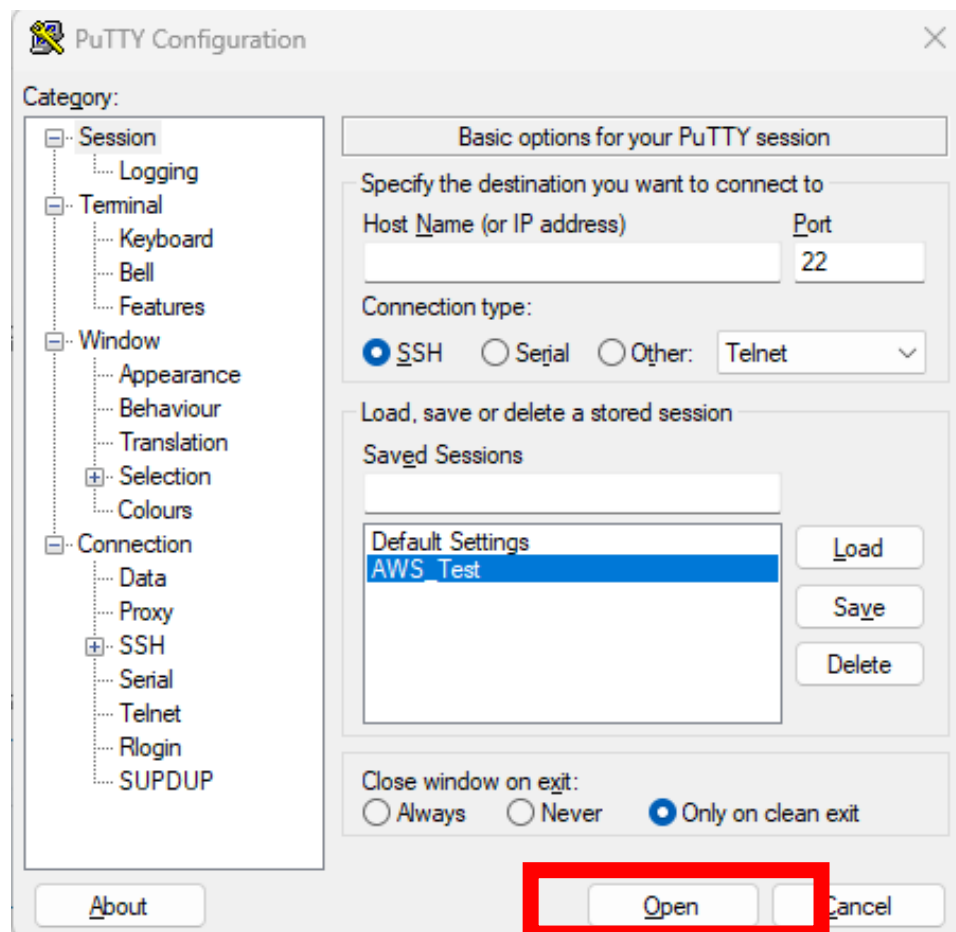 PuTTY Configuration
Category:
Session
Logging
Terminal
Keyboard
Bell
Features
Window
Appearance
Behaviour
Translation
Selection
Colours
Connection
Data
Proxy
SSH
Serial
Telnet
Rlogin
SUPDUP
Basic options for your PuTTY session
Specify the destination you want to connect to
Host Name (or IP address) Port
22
Connection type:
SSH Serial Other: Telnet
Load, save or delete a stored session
Saved Sessions
Default Settings
AWS_Test
Load
Save
Delete
Close window on exit:
Always Never Only on clean exit
About Open Cancel